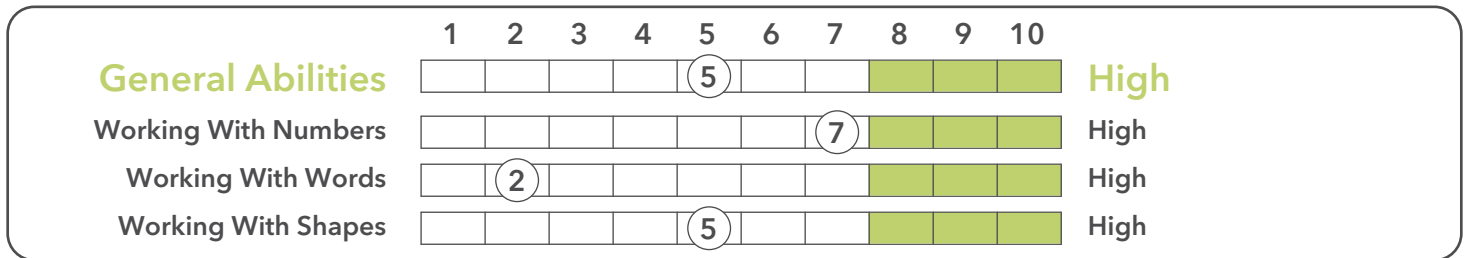 1 2 3 4 5 6 7 8 9 10
General Abilities 5 High
Working With Numbers 7 High
Working With Words 2 High
Working With Shapes 5 High